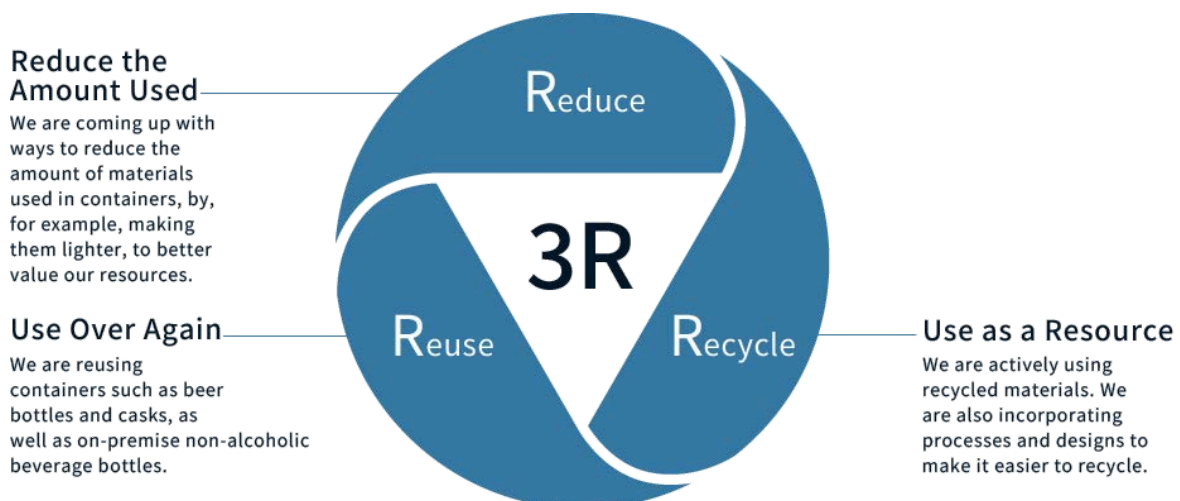 Reduce the
Amount Used
We are coming up with
ways to reduce the
amount of materials
used in containers, by,
for example, making
them lighter, to better
value our resources.
Reduce
3R
Reuse
Recycle
Use Over Again
We are reusing
containers such as beer
bottles and casks, as
well as on-premise non-alcoholic
beverage bottles.
Use as a Resource
We are actively using
recycled materials. We
are also incorporating
processes and designs to
make it easier to recycle.